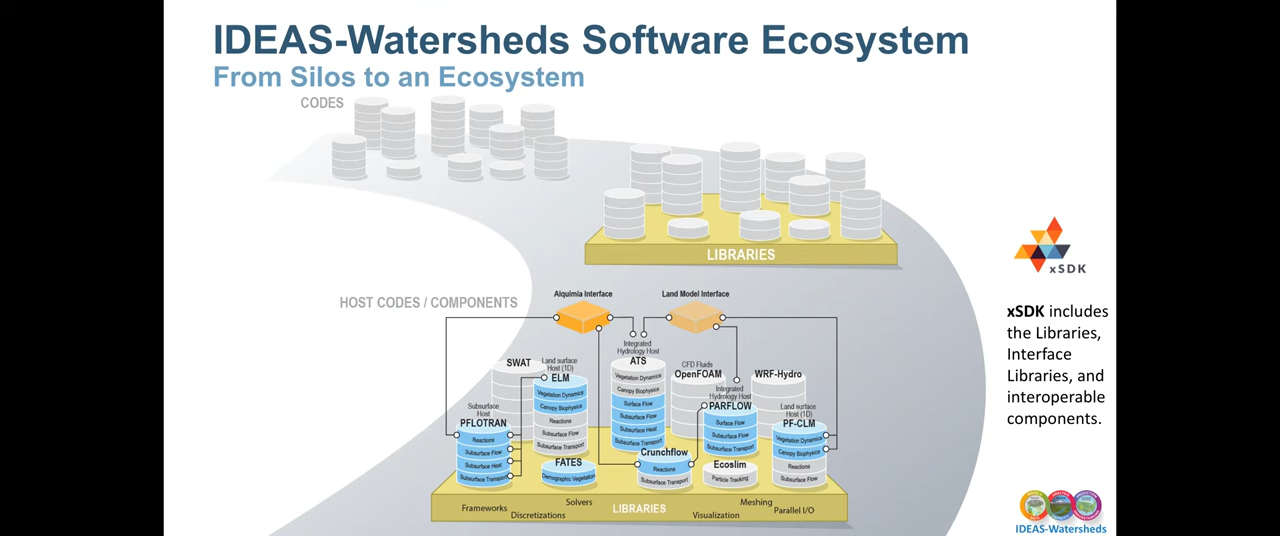 IDEAS-Watersheds Software Ecosystem
From Silos to an Ecosystem
CODES
LIBRARIES
xSDK
HOST CODES / COMPONENTS
Alquimia Interface
Land Model Interface
xSDK includes
the Libraries,
Interface
Libraries, and
interoperable
components.
SWAT
Land surface
Host (1D)
ELM
Vegetation Dynamics
Canopy Biophysics
Reactions
Subsurface Flow
Subsurface Transport
Integrated
Hydrology Host
ATS
Vegetation Dynamics
Canopy Biophysics
Surface Flow
Subsurface Flow
Subsurface Heat
Subsurface Transport
CFD Fluids
OpenFOAM
WRF-Hydro
Integrated
Hydrology Host
PARFLOW
Surface Flow
Subsurface Flow
Subsurface Transport
Land surface
Host (1D)
PF-CLM
Vegetation Dynamics
Canopy Biophysics
Reactions
Subsurface Flow
Subsurface
Host
PFLOTRAN
Reactions
Subsurface Flow
Subsurface Heat
Subsurface Transport
FATES
Demographic Vegetation
Crunchflow
Reactions
Subsurface Transport
Ecoslim
Particle Tracking
Frameworks
Discretizations
Solvers
LIBRARIES
Visualization
Meshing
Parallel I/O
IDEAS-Watersheds